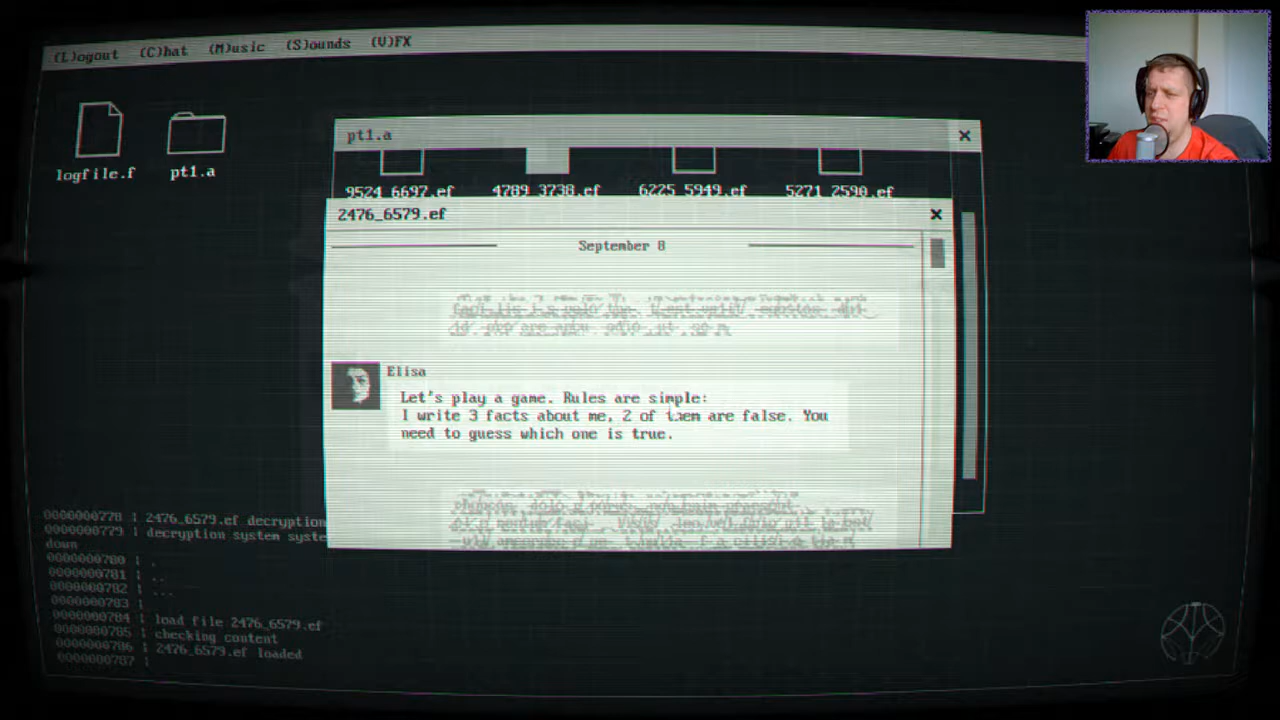 (L)ogout (C)hat (M)usic (S)ounds (V)FX
logfile.f
pt1.a
pt1.a
9524_6697.ef 4789_3738.ef 6225_5949.ef 5271_2590.ef
2476_6579.ef
September 8
Elisa
Let's play a game. Rules are simple:
I write 3 facts about me, 2 of them are false. You
need to guess which one is true.
0000000778 | 2476_6579.ef decryption
0000000779 | decryption system syste
down
0000000780 | .
0000000781 | ..
0000000782 | ...
0000000783 |
0000000784 | load file 2476_6579.ef
0000000785 | checking content
0000000786 | 2476_6579.ef loaded
0000000787 |